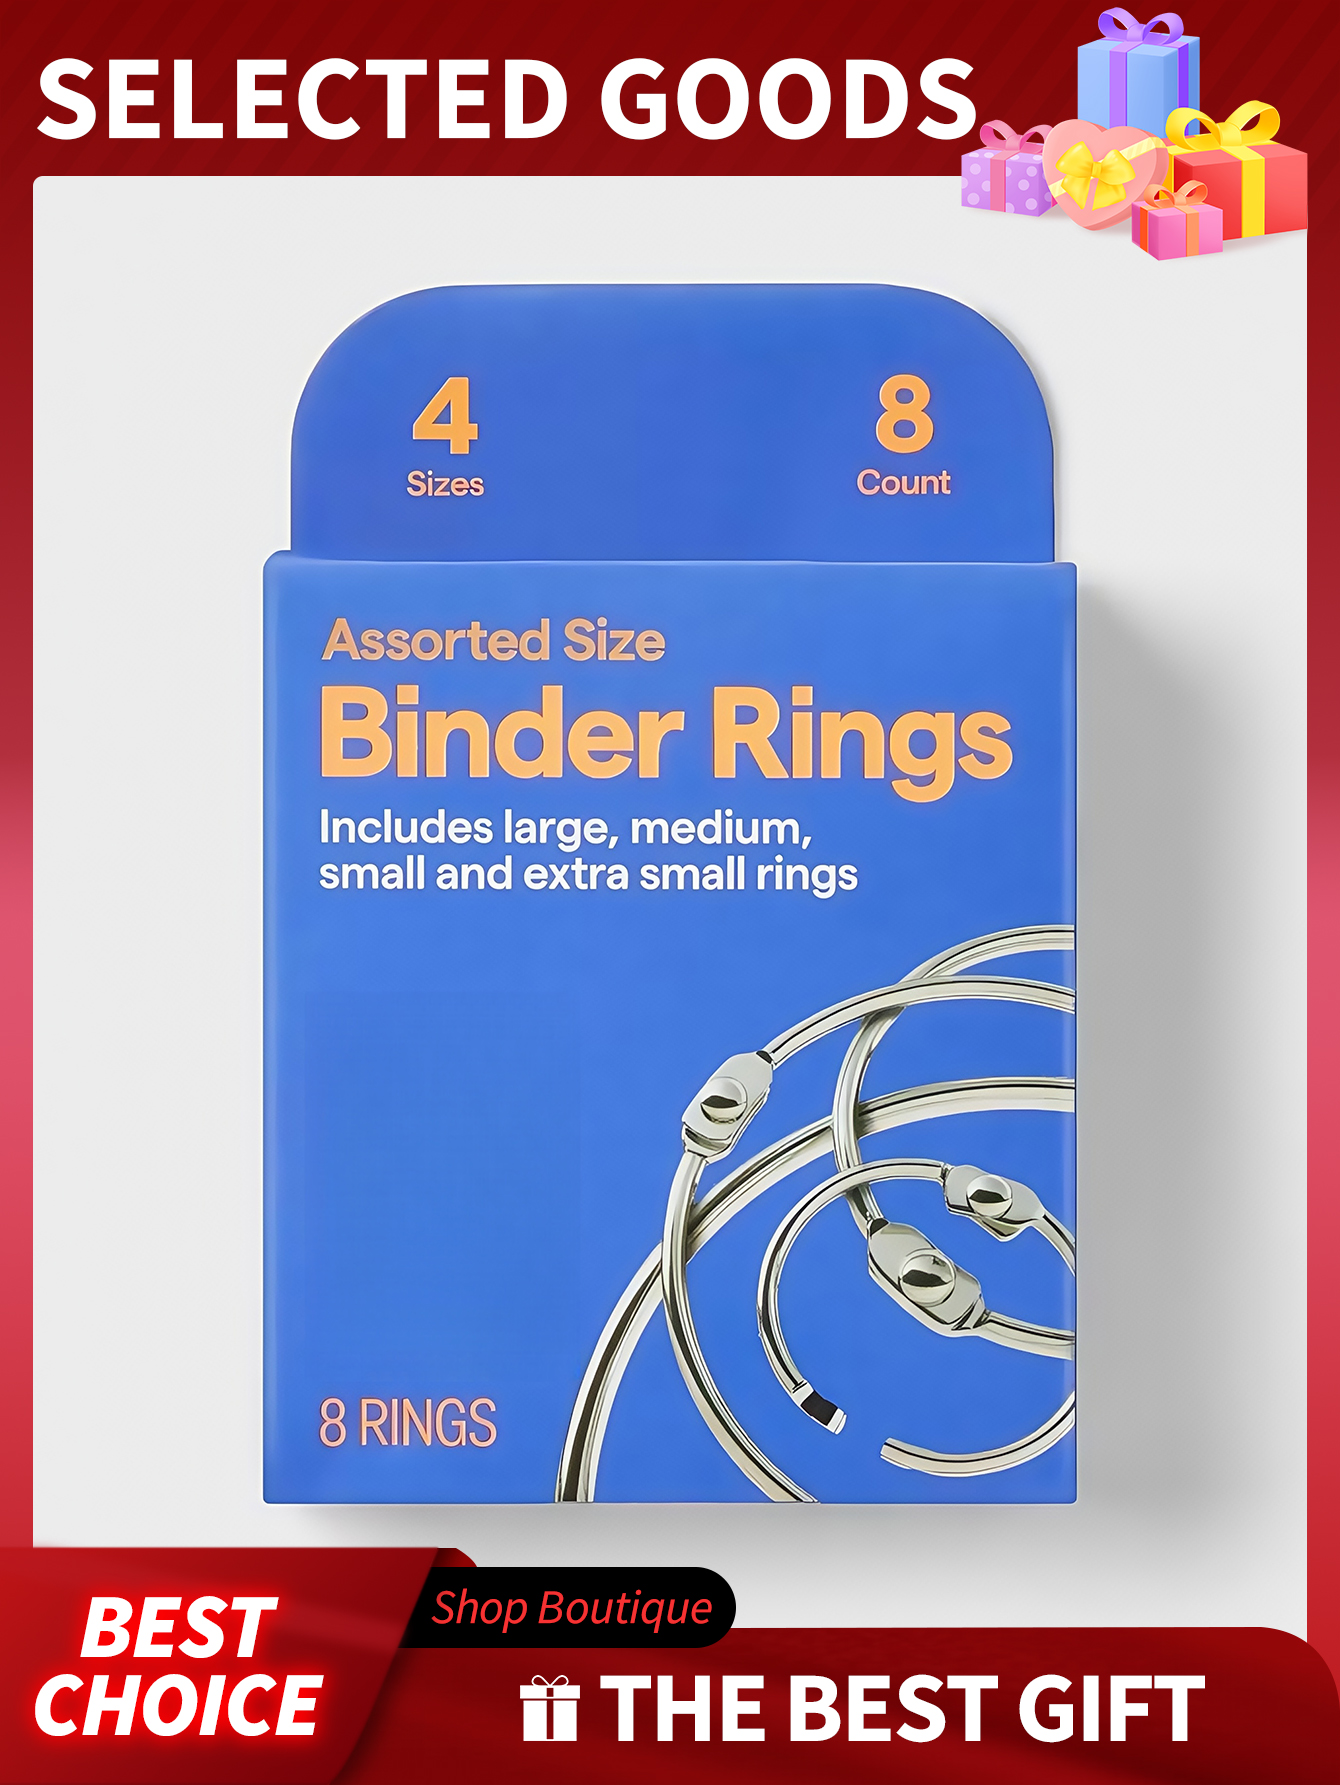 SELECTED GOODS
4
Sizes
8
Count
Assorted Size
Binder Rings
Includes large, medium,
small and extra small rings
8 RINGS
BEST
CHOICE
Shop Boutique
THE BEST GIFT